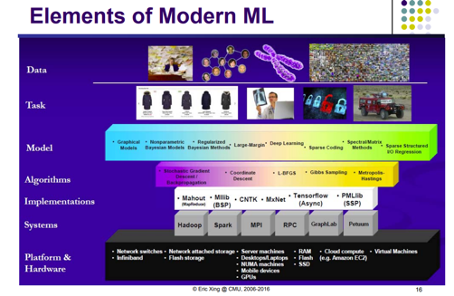 Elements of Modern ML
Data
Task
Model
• Graphical Models
• Nonparametric Bayesian Models
• Regularized Bayesian Methods
• Large-Margin
• Deep Learning
• Sparse Coding
• Spectral/Matrix Methods
• Sparse Structured I/O Regression
Algorithms
• Stochastic Gradient Descent / Backpropagation
• Coordinate Descent
• L-BFGS
• Gibbs Sampling
• Metropolis-Hastings
Implementations
• Mahout (MapReduce)
• Mllib (BSP)
• CNTK
• MxNet
• Tensorflow (Async)
• PMLlib (SSP)
Systems
Hadoop
Spark
MPI
RPC
GraphLab
Petuum
Platform & Hardware
• Network switches
• Infiniband
• Network attached storage
• Flash storage
• Server machines
• Desktops/Laptops
• NUMA machines
• Mobile devices
• GPUs
• RAM
• Flash
• SSD
• Cloud compute (e.g. Amazon EC2)
• Virtual Machines
© Eric Xing @ CMU, 2006-2016
16